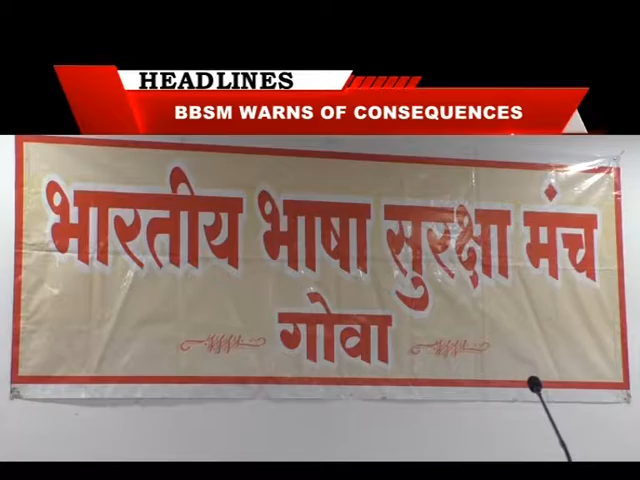 HEADLINES
BBSM WARNS OF CONSEQUENCES
भारतीय भाषा सुरक्षा मंच
गोवा